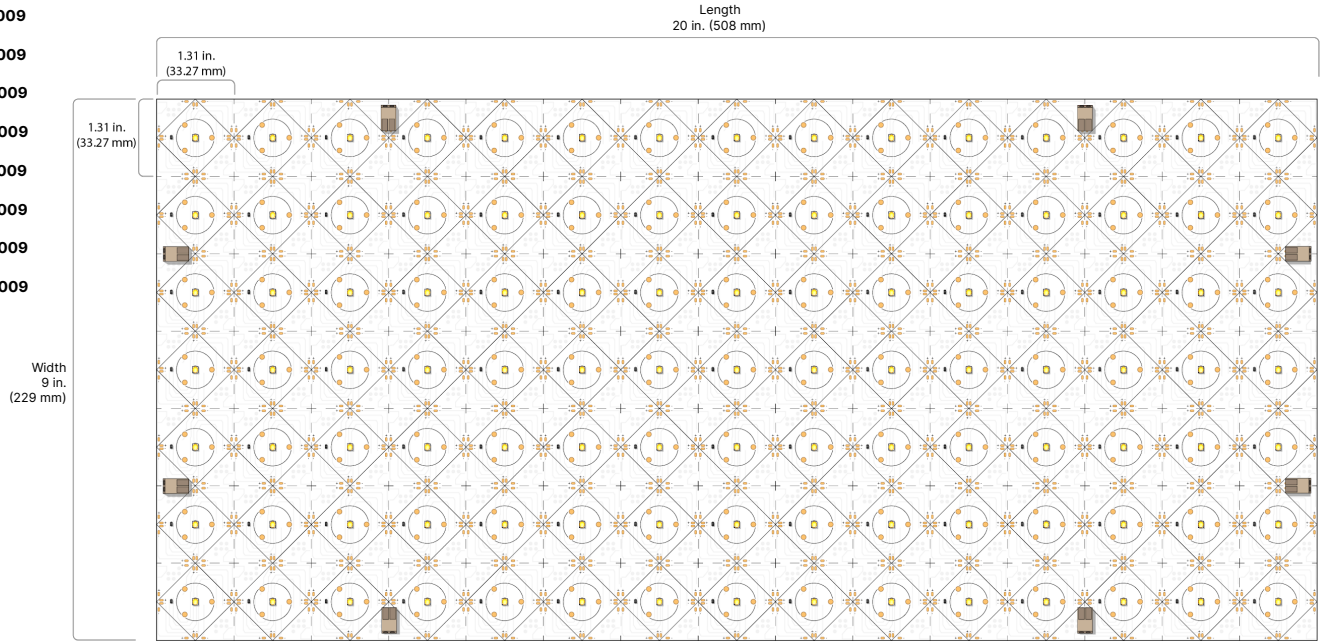 009
009
009
009
009
009
009
009
Length
20 in. (508 mm)
1.31 in.
(33.27 mm)
1.31 in.
(33.27 mm)
Width
9 in.
(229 mm)